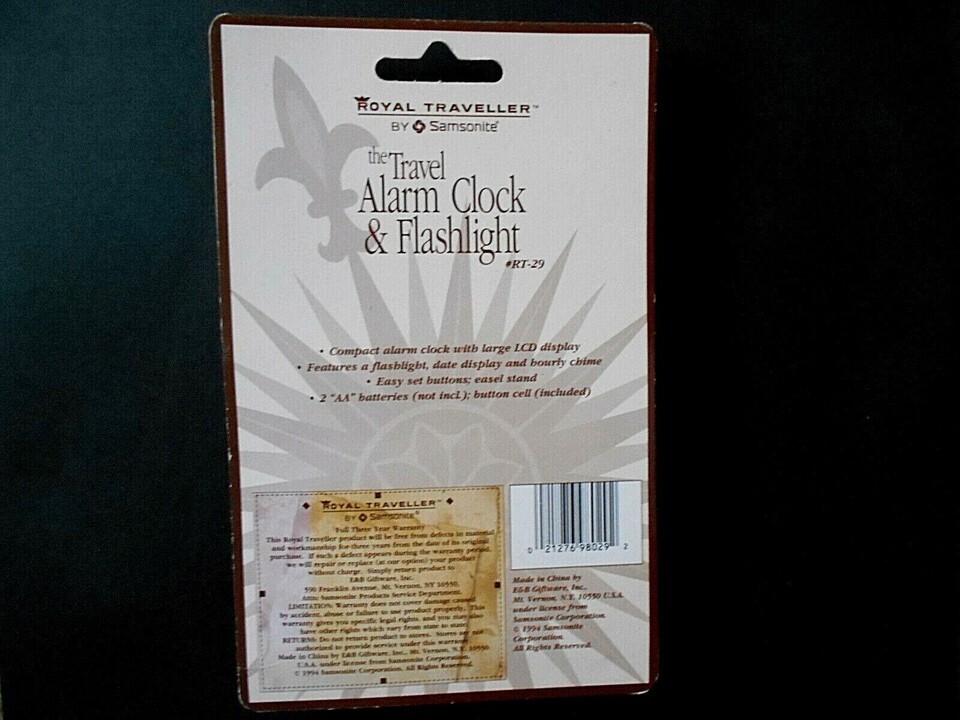 ROYAL TRAVELLER™
BY Samsonite®
the Travel
Alarm Clock
& Flashlight
#RT-29
• Compact alarm clock with large LCD display
• Features a flashlight, date display and hourly chime
• Easy set buttons; easel stand
• 2 "AA" batteries (not incl.); button cell (included)
ROYAL TRAVELLER™
BY Samsonite®
Full Three Year Warranty
This Royal Traveller product will be free from defects in material
and workmanship for three years from the date of its original
purchase. If such a defect appears during the warranty period,
we will repair or replace (at our option) your product
without charge. Simply return product to
E&B Giftware, Inc.
590 Franklin Avenue, Mt. Vernon, NY 10550,
Attn: Samsonite Products Service Department.
LIMITATION: Warranty does not cover damage caused
by accident, abuse or failure to use product properly. This
warranty gives you specific legal rights, and you may also
have other rights which vary from state to state.
RETURNS: Do not return product to stores. Stores are not
authorized to provide service under this warranty.
Made in China by E&B Giftware, Inc., Mt. Vernon, N.Y. 10550
U.S.A. under license from Samsonite Corporation.
© 1994 Samsonite Corporation. All Rights Reserved.
0 21276 98029 2
Made in China by
E&B Giftware, Inc.,
Mt. Vernon, N.Y. 10550 U.S.A.
under license from
Samsonite Corporation.
© 1994 Samsonite
Corporation.
All Rights Reserved.